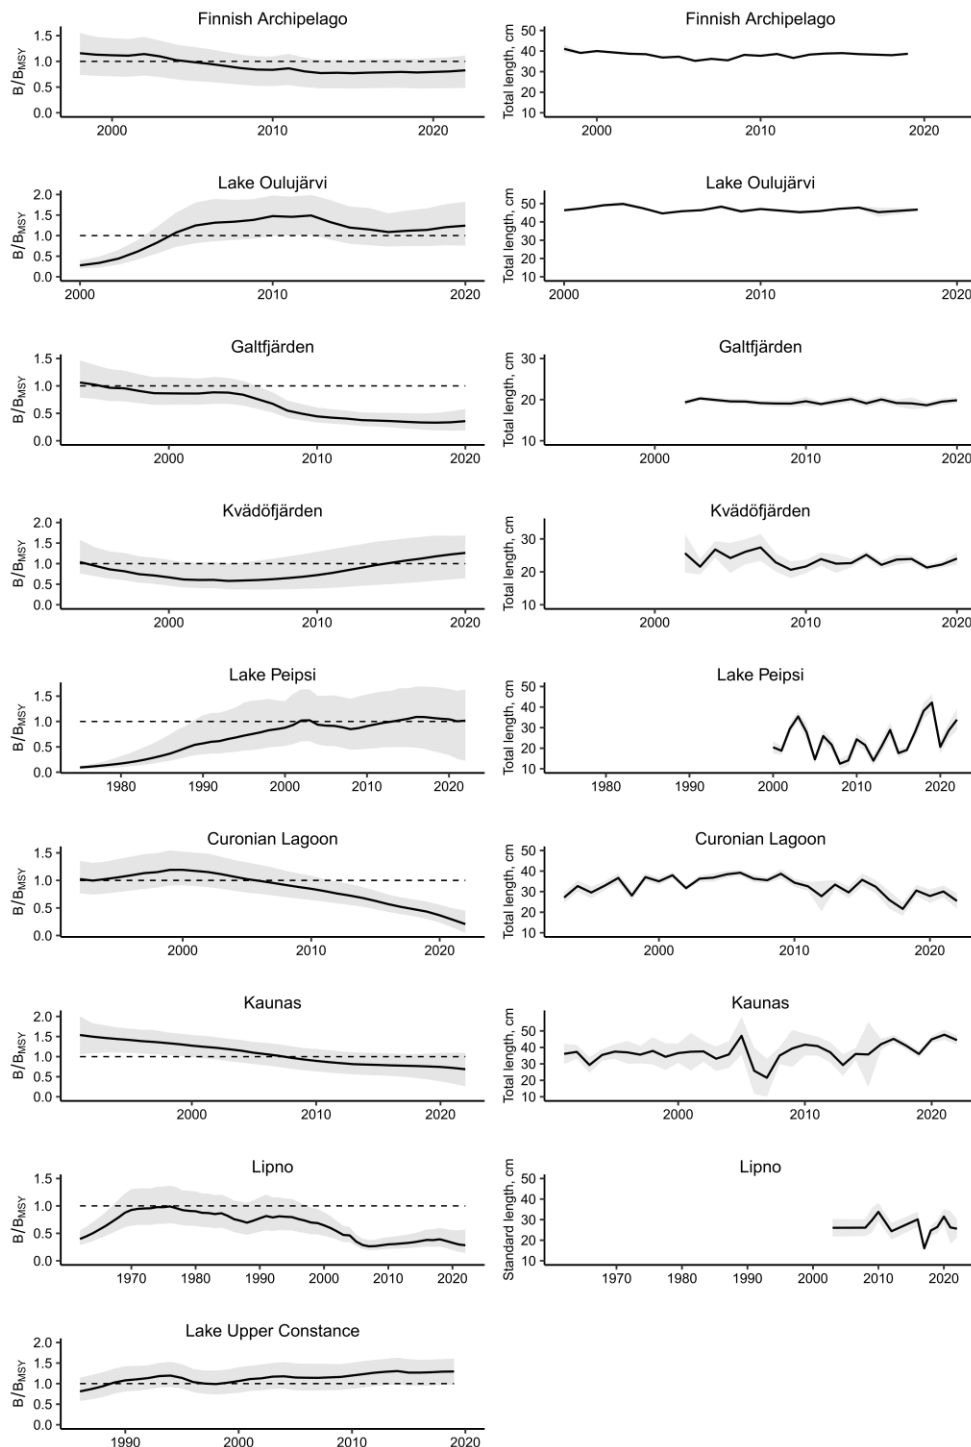 Finnish Archipelago
B/BMSY
1.5
1.0
0.5
0.0
2000 2010 2020
Finnish Archipelago
Total length, cm
50
40
30
20
10
2000 2010 2020
Lake Oulujärvi
B/BMSY
2.0
1.5
1.0
0.5
0.0
2000 2010 2020
Lake Oulujärvi
Total length, cm
50
40
30
20
10
2000 2010 2020
Galtfjärden
B/BMSY
1.5
1.0
0.5
0.0
2000 2010 2020
Galtfjärden
Total length, cm
30
20
10
2000 2010 2020
Kvädöfjärden
B/BMSY
2.0
1.5
1.0
0.5
0.0
2000 2010 2020
Kvädöfjärden
Total length, cm
30
20
10
2000 2010 2020
Lake Peipsi
B/BMSY
1.5
1.0
0.5
0.0
1980 1990 2000 2010 2020
Lake Peipsi
Total length, cm
50
40
30
20
10
1980 1990 2000 2010 2020
Curonian Lagoon
B/BMSY
1.5
1.0
0.5
0.0
2000 2010 2020
Curonian Lagoon
Total length, cm
50
40
30
20
10
2000 2010 2020
Kaunas
B/BMSY
2.0
1.5
1.0
0.5
0.0
2000 2010 2020
Kaunas
Total length, cm
50
40
30
20
10
2000 2010 2020
Lipno
B/BMSY
1.5
1.0
0.5
0.0
1970 1980 1990 2000 2010 2020
Lipno
Standard length, cm
50
40
30
20
10
1970 1980 1990 2000 2010 2020
Lake Upper Constance
B/BMSY
2.0
1.5
1.0
0.5
0.0
1990 2000 2010 2020